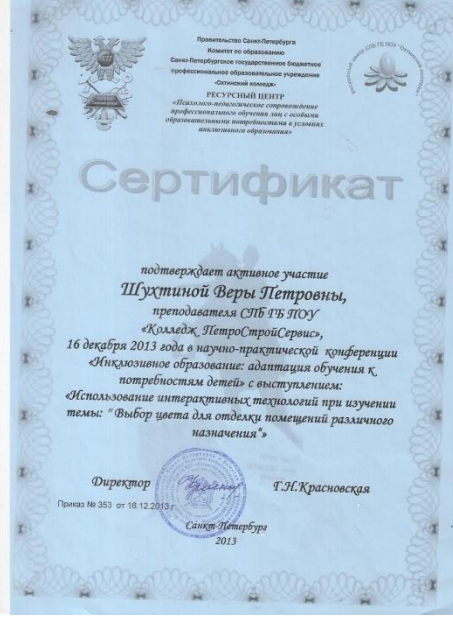 Правительство Санкт-Петербурга
Комитет по образованию
Санкт-Петербургское государственное бюджетное
профессиональное образовательное учреждение
«Охтинский колледж»
РЕСУРСНЫЙ ЦЕНТР
«Психолого-педагогическое сопровождение
профессионального обучения лиц с особыми
образовательными потребностями в условиях
инклюзивного образования»
Сертификат
подтверждает активное участие
Шухтиной Веры Петровны,
преподавателя СПб ГБ ПОУ
«Колледж ПетроСтройСервис»,
16 декабря 2013 года в научно-практической конференции
«Инклюзивное образование: адаптация обучения к
потребностям детей» с выступлением:
«Использование интерактивных технологий при изучении
темы: " Выбор цвета для отделки помещений различного
назначения"»
Директор Т.Н.Красновская
Приказ № 353 от 16.12.2013 г.
Санкт-Петербург
2013